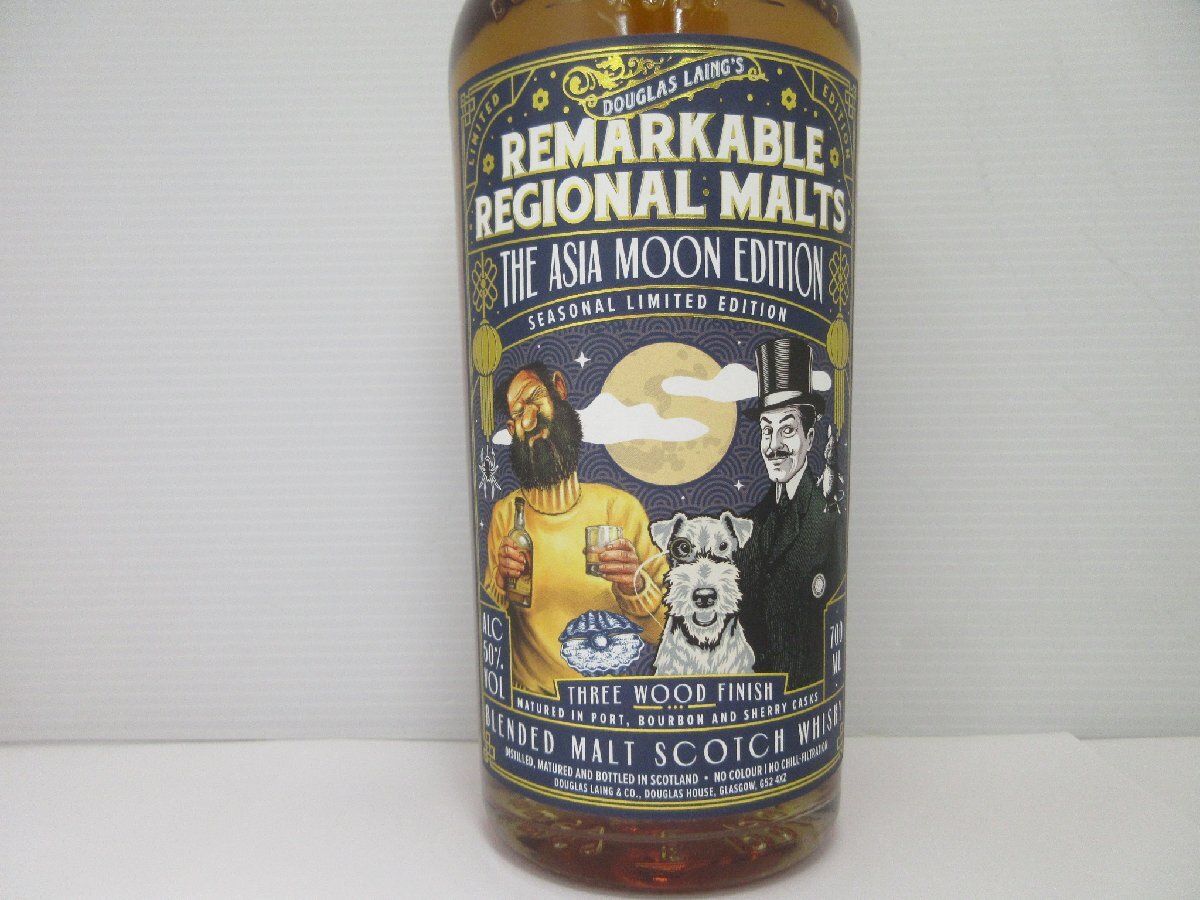 LIMITED
EDITION
DOUGLAS LAING'S
REMARKABLE
REGIONAL MALTS
THE ASIA MOON EDITION
SEASONAL LIMITED EDITION
ALC
50%
VOL
700
ML
THREE WOOD FINISH
MATURED IN PORT, BOURBON AND SHERRY CASKS
BLENDED MALT SCOTCH WHISKY
DISTILLED, MATURED AND BOTTLED IN SCOTLAND • NO COLOUR | NO CHILL-FILTRATION
DOUGLAS LAING & CO., DOUGLAS HOUSE, GLASGOW, G52 4X2